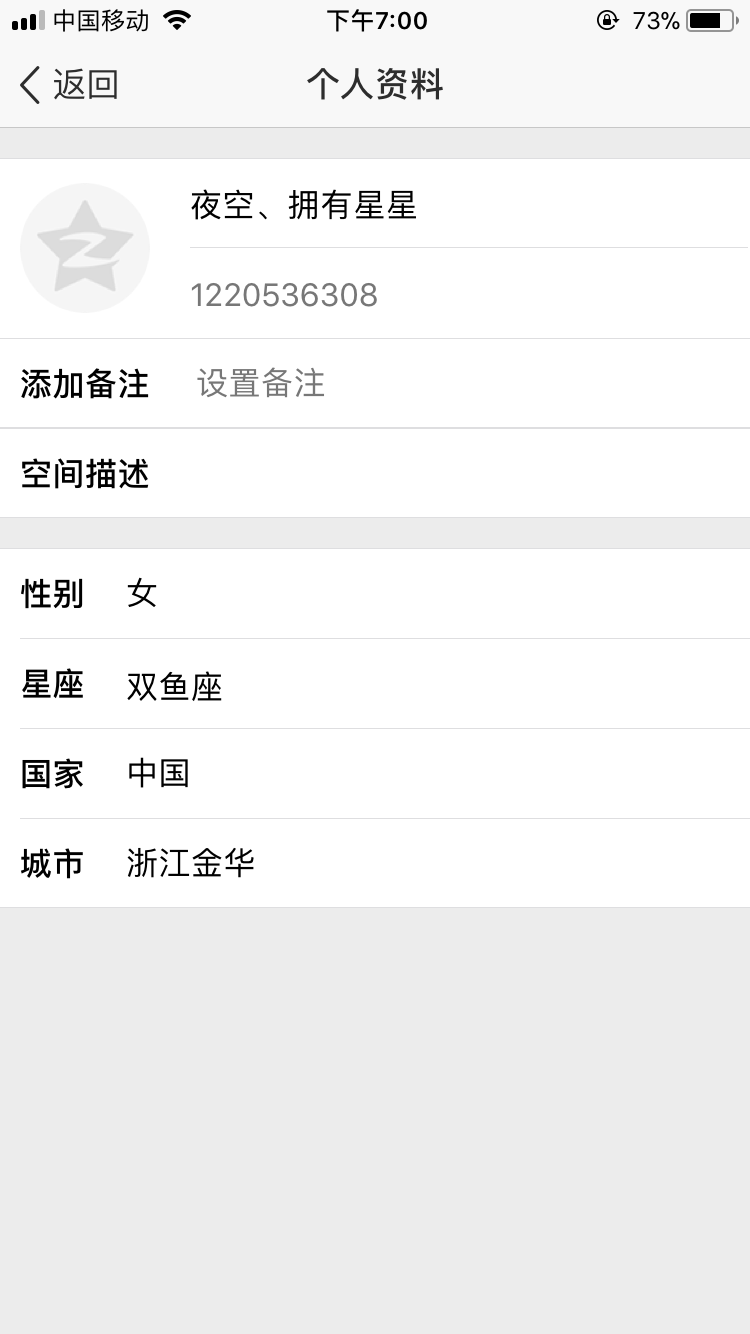 中国移动 下午7:00 73%
返回 个人资料
夜空、拥有星星
1220536308
添加备注 设置备注
空间描述
性别 女
星座 双鱼座
国家 中国
城市 浙江金华